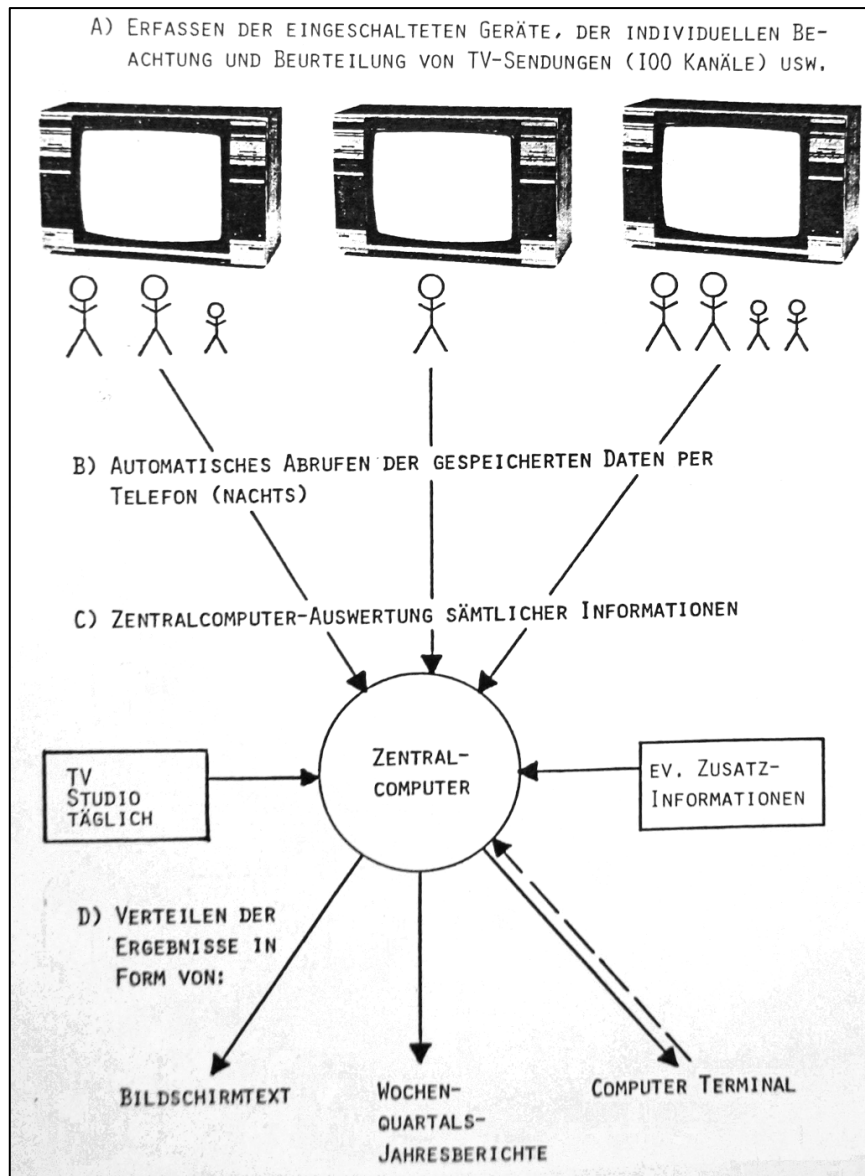 A) ERFASSEN DER EINGESCHALTETEN GERÄTE, DER INDIVIDUELLEN BE-
ACHTUNG UND BEURTEILUNG VON TV-SENDUNGEN (IOO KANÄLE) USW.
B) AUTOMATISCHES ABRUFEN DER GESPEICHERTEN DATEN PER
TELEFON (NACHTS)
C) ZENTRALCOMPUTER-AUSWERTUNG SÄMTLICHER INFORMATIONEN
TV
STUDIO
TÄGLICH
ZENTRAL-
COMPUTER
EV. ZUSATZ-
INFORMATIONEN
D) VERTEILEN DER
ERGEBNISSE IN
FORM VON:
BILDSCHIRMTEXT
WOCHEN-
QUARTALS-
JAHRESBERICHTE
COMPUTER TERMINAL